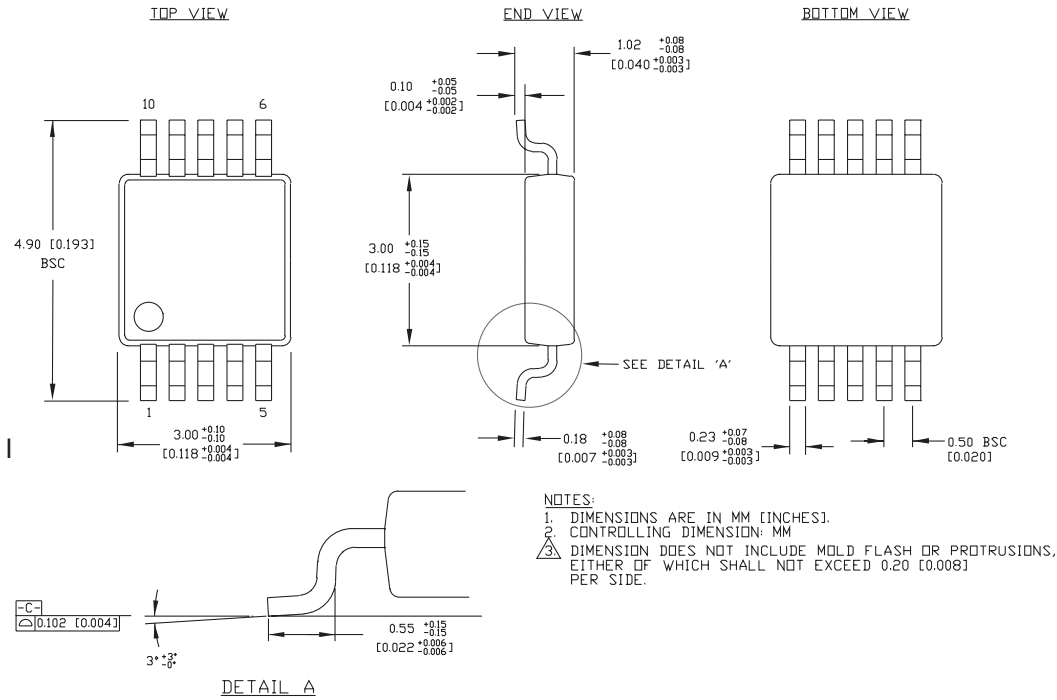 TOP VIEW
END VIEW
BOTTOM VIEW
1.02 +0.08 -0.08
[0.040 +0.003 -0.003]
0.10 +0.05 -0.05
[0.004 +0.002 -0.002]
10 6
4.90 [0.193]
BSC
3.00 +0.15 -0.15
[0.118 +0.004 -0.004]
SEE DETAIL 'A'
1 5
3.00 +0.10 -0.10
[0.118 +0.004 -0.004]
0.18 +0.08 -0.08
[0.007 +0.003 -0.003]
0.23 +0.07 -0.08
[0.009 +0.003 -0.003]
0.50 BSC
[0.020]
NOTES:
1. DIMENSIONS ARE IN MM [INCHES].
2. CONTROLLING DIMENSION: MM
3. DIMENSION DOES NOT INCLUDE MOLD FLASH OR PROTRUSIONS,
EITHER OF WHICH SHALL NOT EXCEED 0.20 [0.008]
PER SIDE.
-C-
0.102 [0.004]
3° +3° -0°
0.55 +0.15 -0.15
[0.022 +0.006 -0.006]
DETAIL A